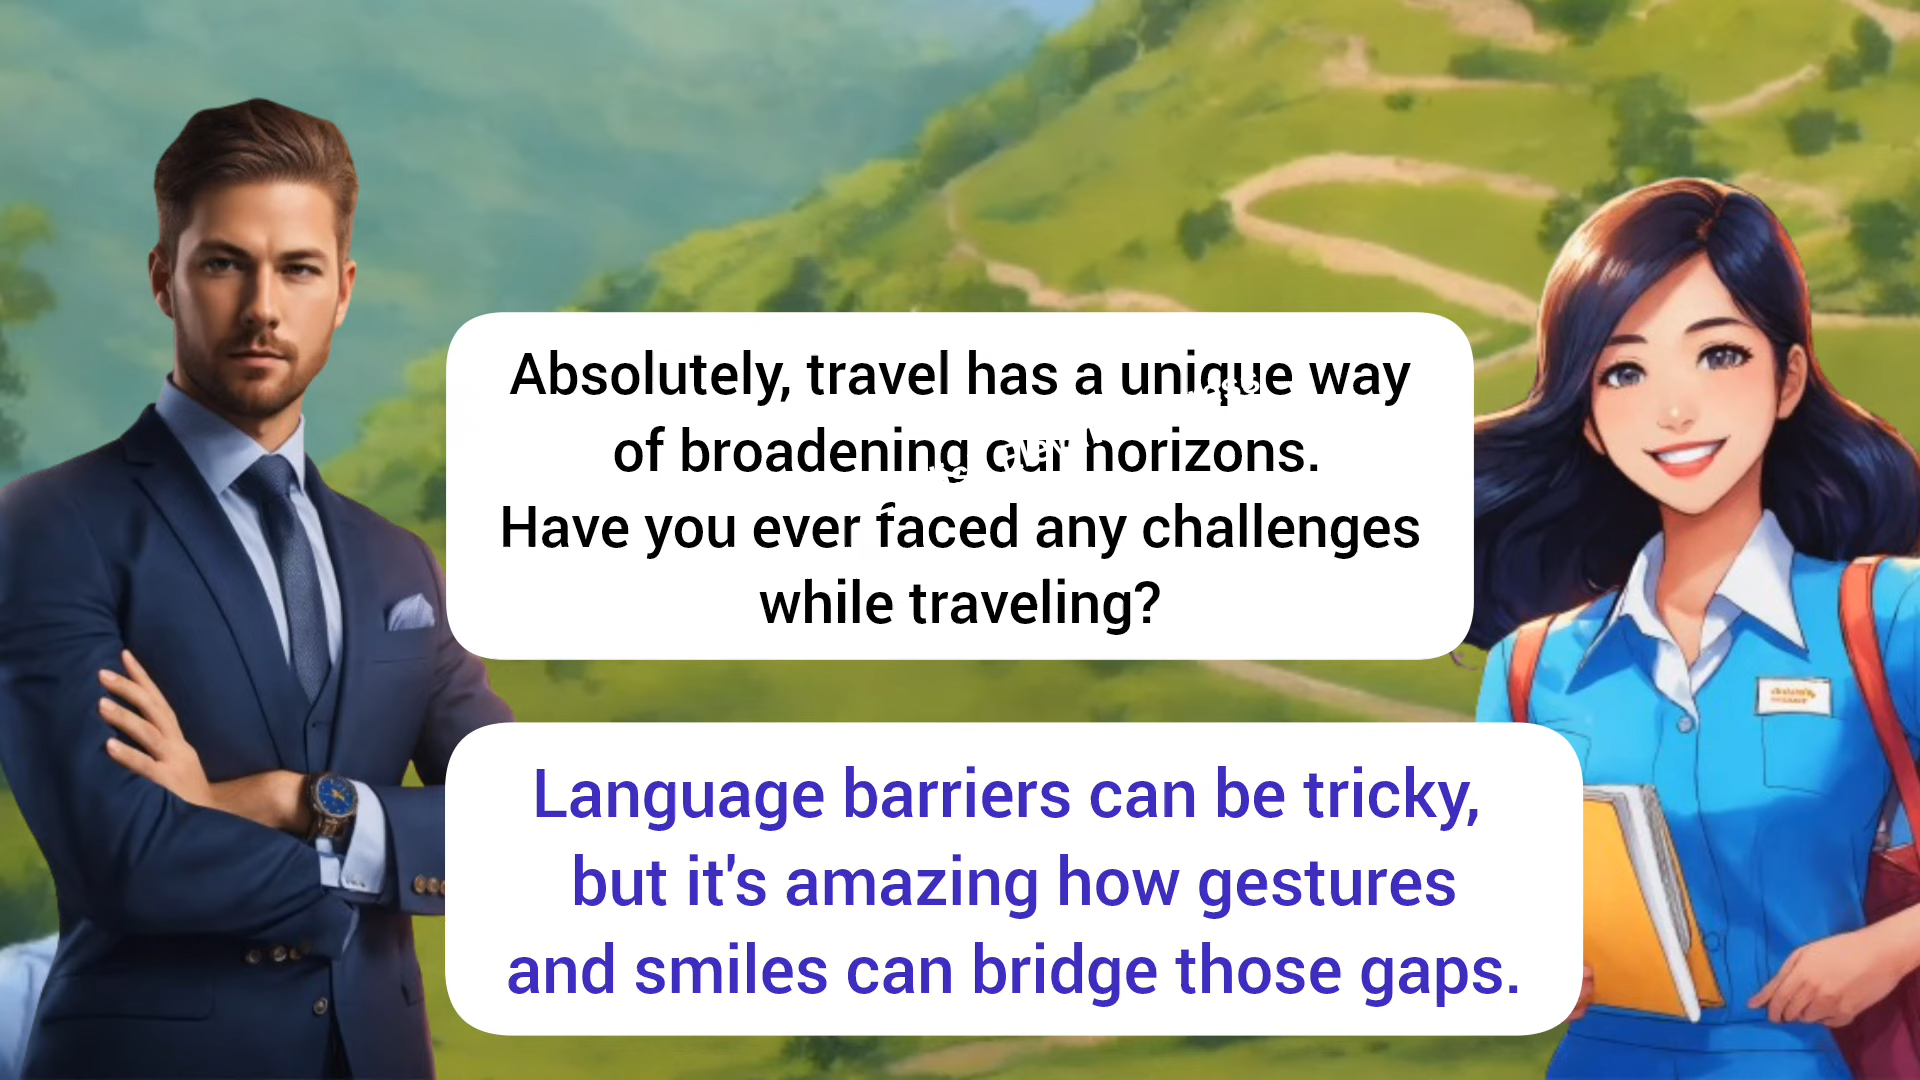 Absolutely, travel has a unique way
of broadening our horizons.
Have you ever faced any challenges
while traveling?
Language barriers can be tricky,
but it's amazing how gestures
and smiles can bridge those gaps.